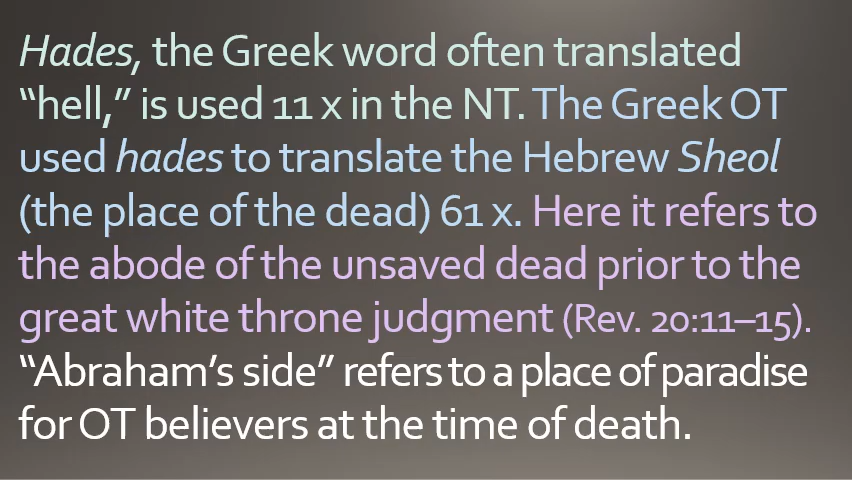 Hades, the Greek word often translated
“hell,” is used 11 x in the NT. The Greek OT
used hades to translate the Hebrew Sheol
(the place of the dead) 61 x. Here it refers to
the abode of the unsaved dead prior to the
great white throne judgment (Rev. 20:11–15).
“Abraham’s side” refers to a place of paradise
for OT believers at the time of death.